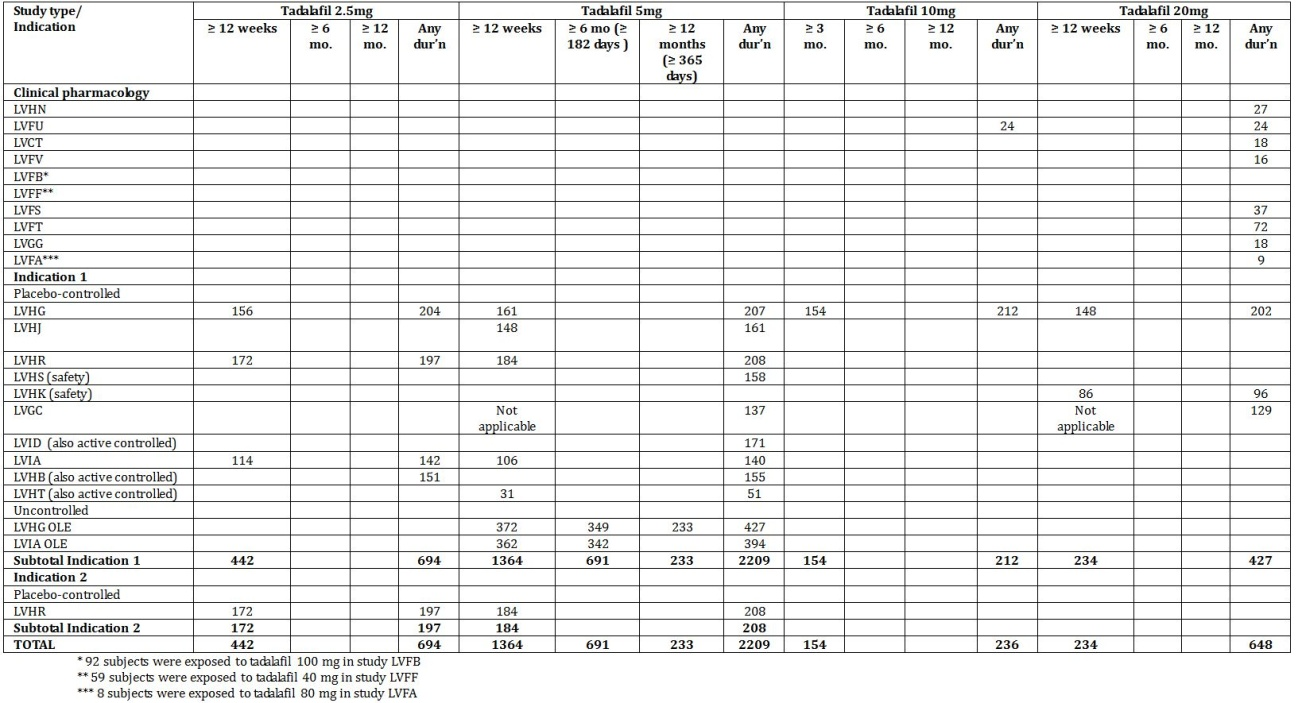 Study type/ Indication Tadalafil 2.5mg Tadalafil 5mg Tadalafil 10mg Tadalafil 20mg
≥ 12 weeks ≥ 6 mo. ≥ 12 mo. Any dur'n ≥ 12 weeks ≥ 6 mo (≥ 182 days ) ≥ 12 months (≥ 365 days) Any dur'n ≥ 3 mo. ≥ 6 mo. ≥ 12 mo. Any dur'n ≥ 12 weeks ≥ 6 mo. ≥ 12 mo. Any dur'n
Clinical pharmacology
LVHN 27
LVFU 24 24
LVCT 18
LVFV 16
LVFB*
LVFF**
LVFS 37
LVFT 72
LVGG 18
LVFA*** 9
Indication 1
Placebo-controlled
LVHG 156 204 161 207 154 212 148 202
LVHJ 148 161
LVHR 172 197 184 208
LVHS (safety) 158
LVHK (safety) 86 96
LVGC Not applicable 137 Not applicable 129
LVID (also active controlled) 171
LVIA 114 142 106 140
LVHB (also active controlled) 151 155
LVHT (also active controlled) 31 51
Uncontrolled
LVHG OLE 372 349 233 427
LVIA OLE 362 342 394
Subtotal Indication 1 442 694 1364 691 233 2209 154 212 234 427
Indication 2
Placebo-controlled
LVHR 172 197 184 208
Subtotal Indication 2 172 197 184 208
TOTAL 442 694 1364 691 233 2209 154 236 234 648
* 92 subjects were exposed to tadalafil 100 mg in study LVFB
** 59 subjects were exposed to tadalafil 40 mg in study LVFF
*** 8 subjects were exposed to tadalafil 80 mg in study LVFA